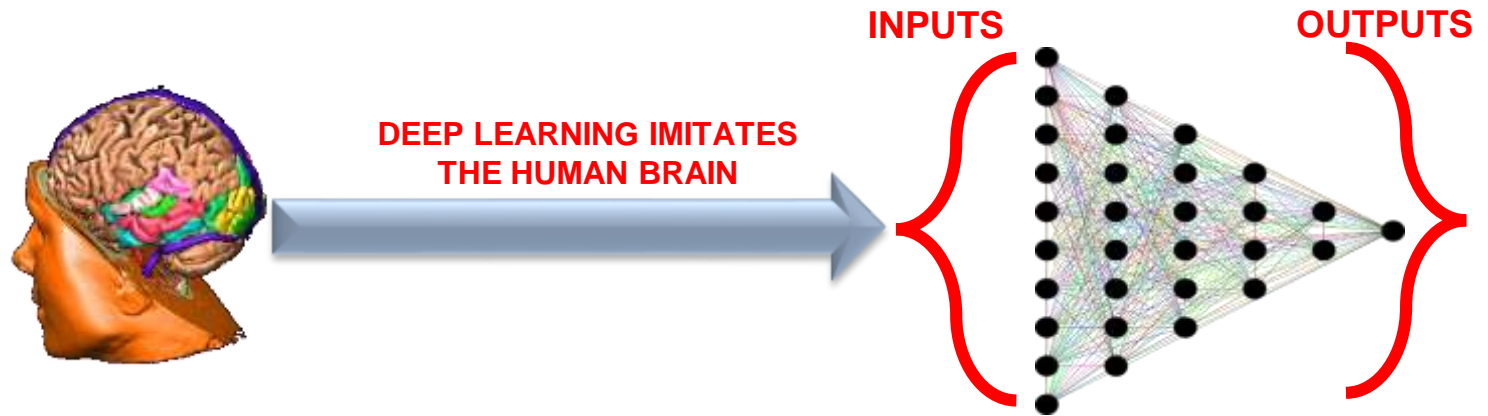 INPUTS
OUTPUTS
DEEP LEARNING IMITATES
THE HUMAN BRAIN